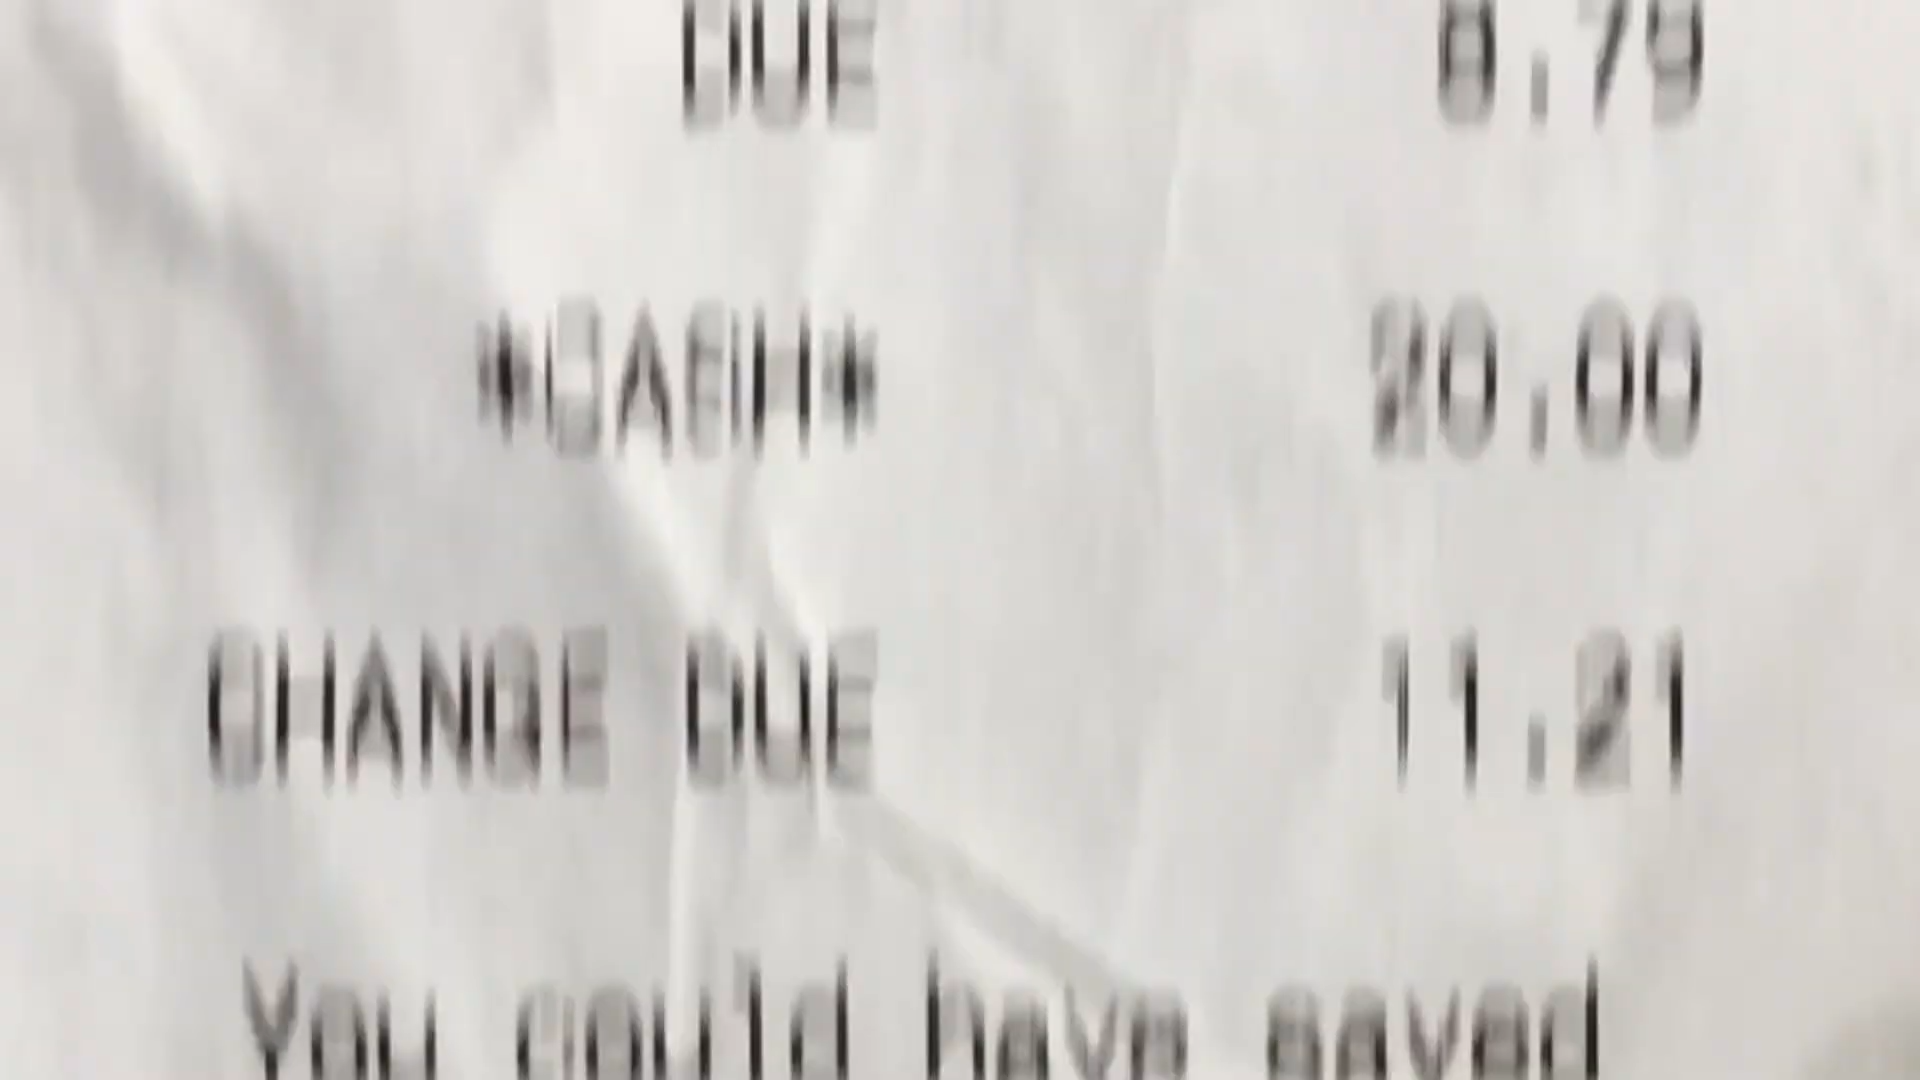 DUE 8.79
*CASH* 20.00
CHANGE DUE 11.21
You could have saved